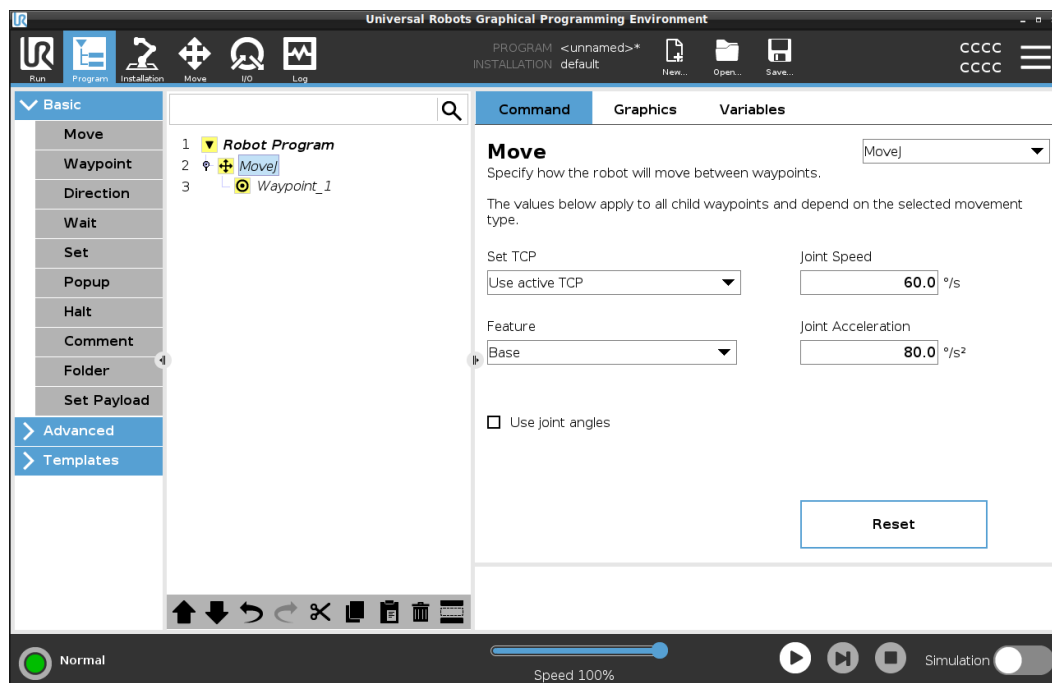 Universal Robots Graphical Programming Environment
Run
Program
Installation
Move
I/O
Log
PROGRAM <unnamed>*
INSTALLATION default
New...
Open...
Save...
CCCC
CCCC
Basic
Move
Waypoint
Direction
Wait
Set
Popup
Halt
Comment
Folder
Set Payload
Advanced
Templates
1 Robot Program
2 MoveJ
3 Waypoint_1
Command Graphics Variables
Move
MoveJ
Specify how the robot will move between waypoints.
The values below apply to all child waypoints and depend on the selected movement
type.
Set TCP
Use active TCP
Joint Speed
60.0 °/s
Feature
Base
Joint Acceleration
80.0 °/s²
Use joint angles
Reset
Normal
Speed 100%
Simulation